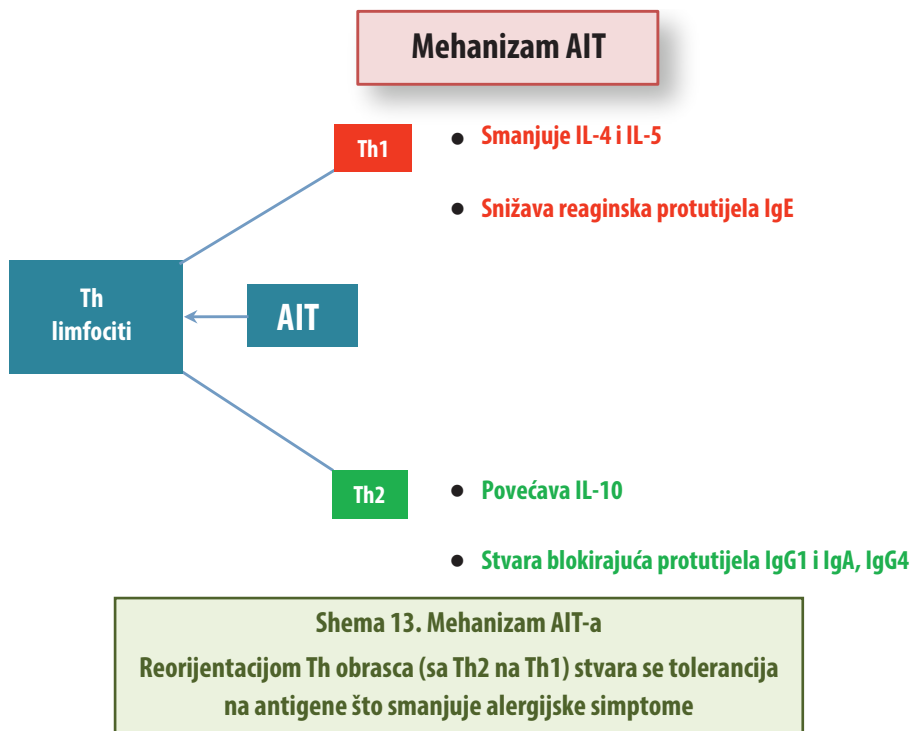 Mehanizam AIT
Th1
Smanjuje IL-4 i IL-5
Snižava reaginska protutijela IgE
Th
limfociti
AIT
Th2
Povećava IL-10
Stvara blokirajuća protutijela IgG1 i IgA, IgG4
Shema 13. Mehanizam AIT-a
Reorijentacijom Th obrasca (sa Th2 na Th1) stvara se tolerancija
na antigene što smanjuje alergijske simptome